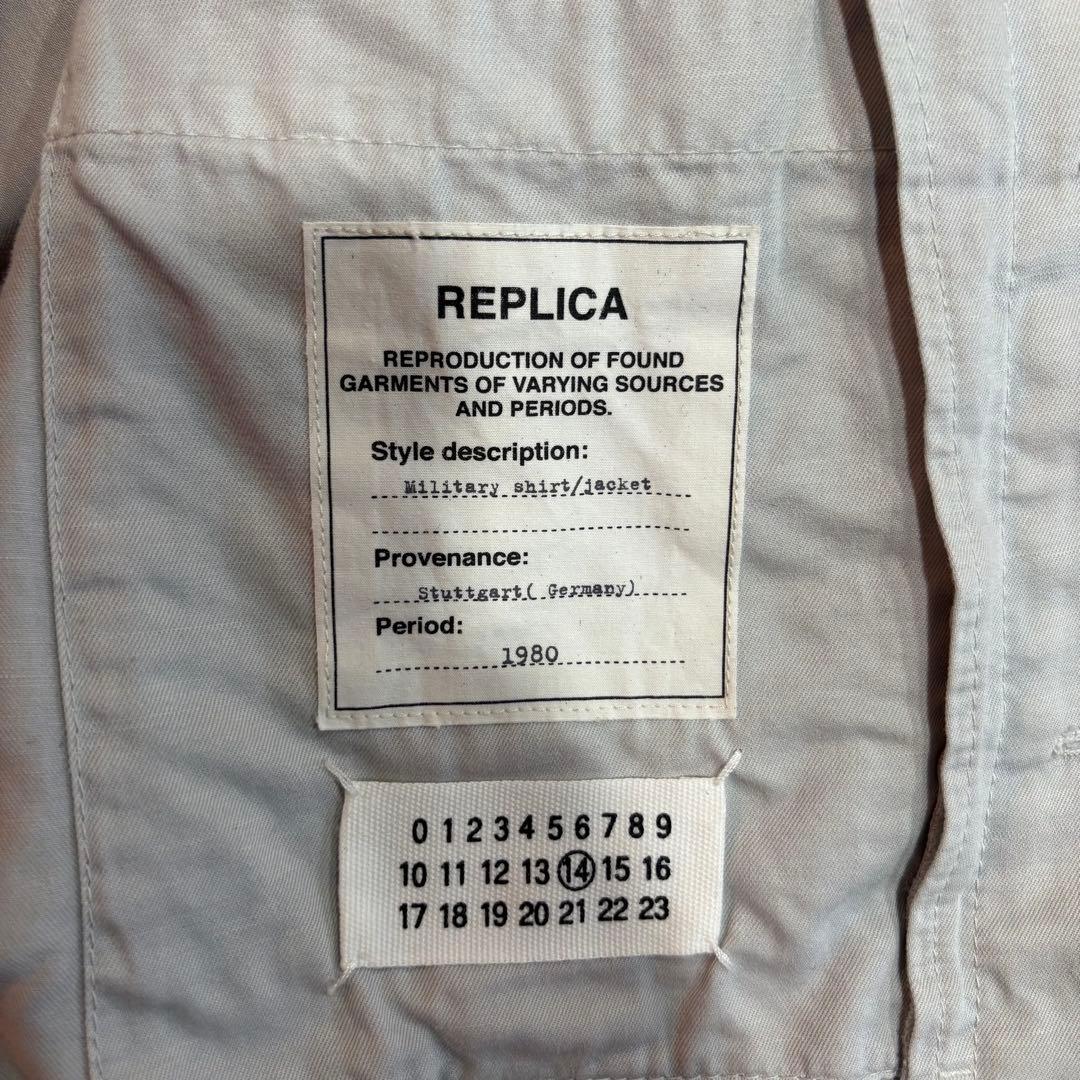 REPLICA
REPRODUCTION OF FOUND
GARMENTS OF VARYING SOURCES
AND PERIODS.
Style description:
Military shirt/jacket
Provenance:
Stuttgart( Germany)
Period:
1980
0 1 2 3 4 5 6 7 8 9
10 11 12 13 14 15 16
17 18 19 20 21 22 23